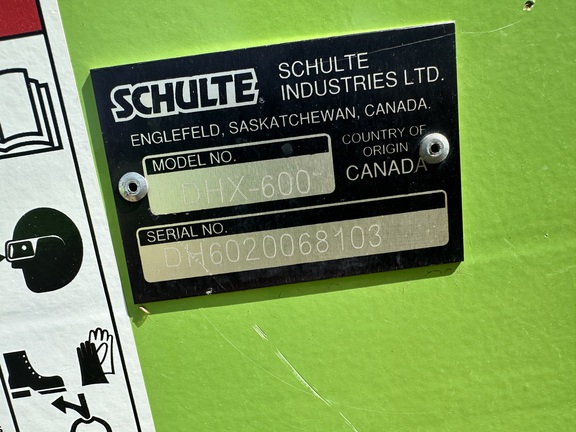 SCHULTE
SCHULTE
INDUSTRIES LTD.
ENGLEFELD, SASKATCHEWAN, CANADA.
MODEL NO.
DHX-600
COUNTRY OF
ORIGIN
CANADA
SERIAL NO.
DH6020068103